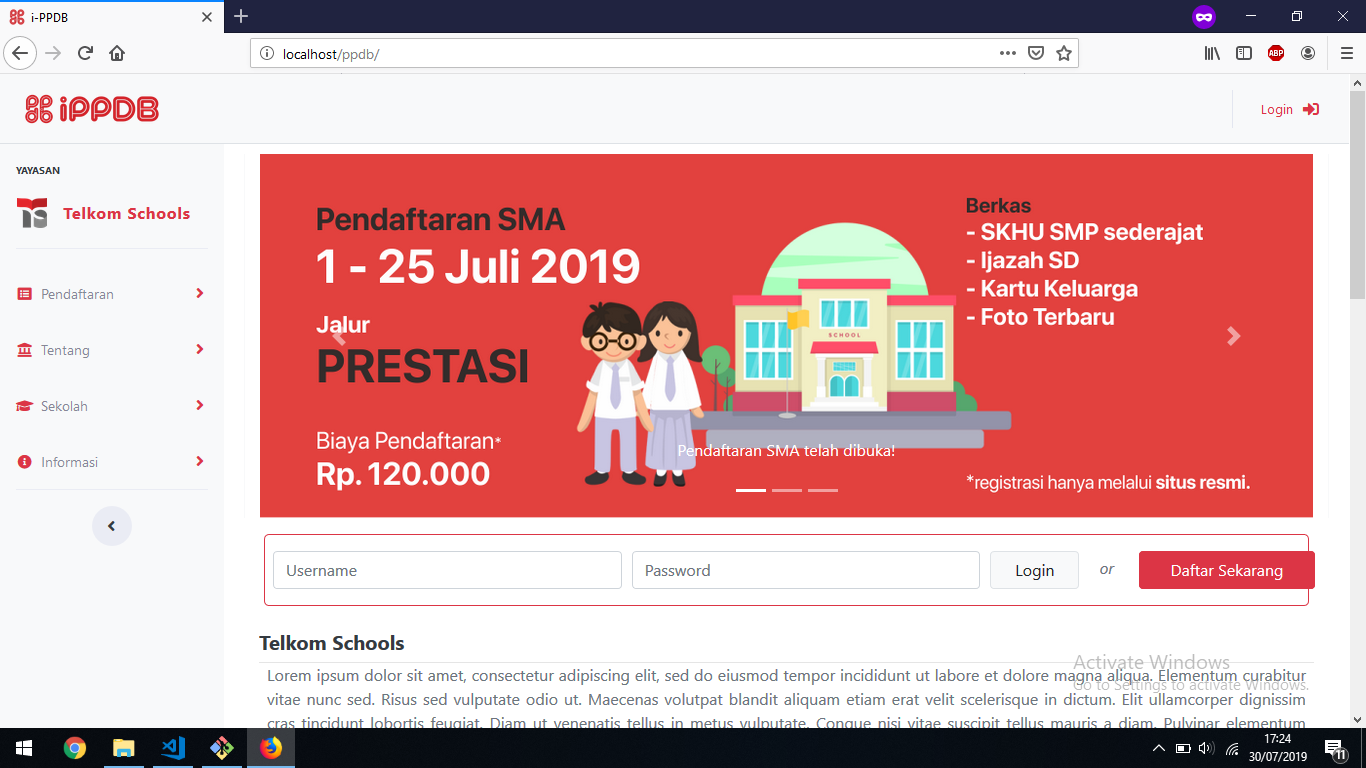 i-PPDB
localhost/ppdb/
ABP
iPPDB
Login
YAYASAN
Telkom Schools
Pendaftaran
Tentang
Sekolah
Informasi
Pendaftaran SMA
1 - 25 Juli 2019
Jalur
PRESTASI
Biaya Pendaftaran*
Rp. 120.000
SCHOOL
Pendaftaran SMA telah dibuka!
Berkas
- SKHU SMP sederajat
- Ijazah SD
- Kartu Keluarga
- Foto Terbaru
*registrasi hanya melalui situs resmi.
Username
Password
Login
or
Daftar Sekarang
Telkom Schools
Lorem ipsum dolor sit amet, consectetur adipiscing elit, sed do eiusmod tempor incididunt ut labore et dolore magna aliqua. Elementum curabitur
vitae nunc sed. Risus sed vulputate odio ut. Maecenas volutpat blandit aliquam etiam erat velit scelerisque in dictum. Elit ullamcorper dignissim
cras tincidunt lobortis feugiat. Diam ut venenatis tellus in metus vulputate. Congue nisi vitae suscipit tellus mauris a diam. Pulvinar elementum
Activate Windows
Go to Settings to activate Windows.
17:24
30/07/2019
11